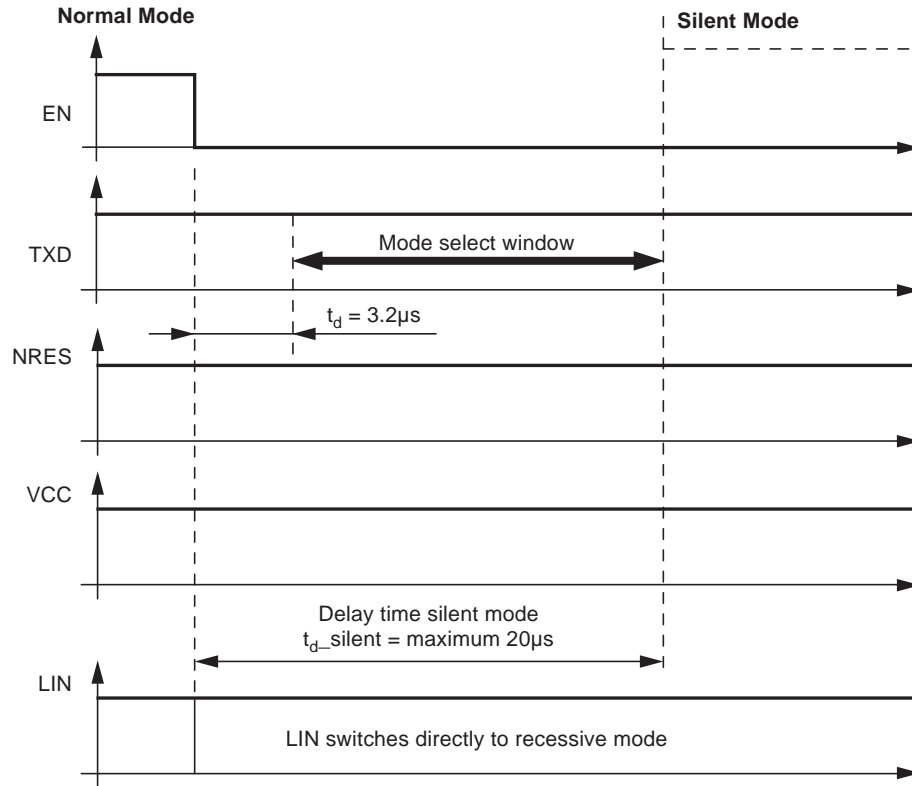 Normal Mode
Silent Mode
EN
TXD
Mode select window
t_d = 3.2µs
NRES
VCC
Delay time silent mode
t_d_silent = maximum 20µs
LIN
LIN switches directly to recessive mode